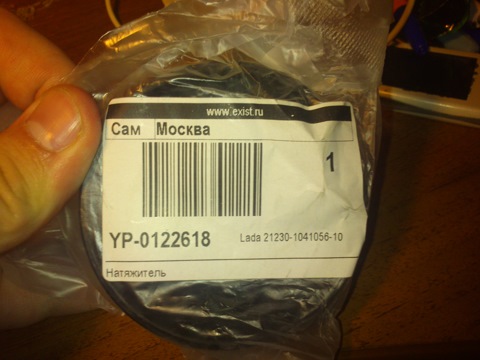 www.exist.ru
Сам Москва
1
YP-0122618 Lada 21230-1041056-10
Натяжитель